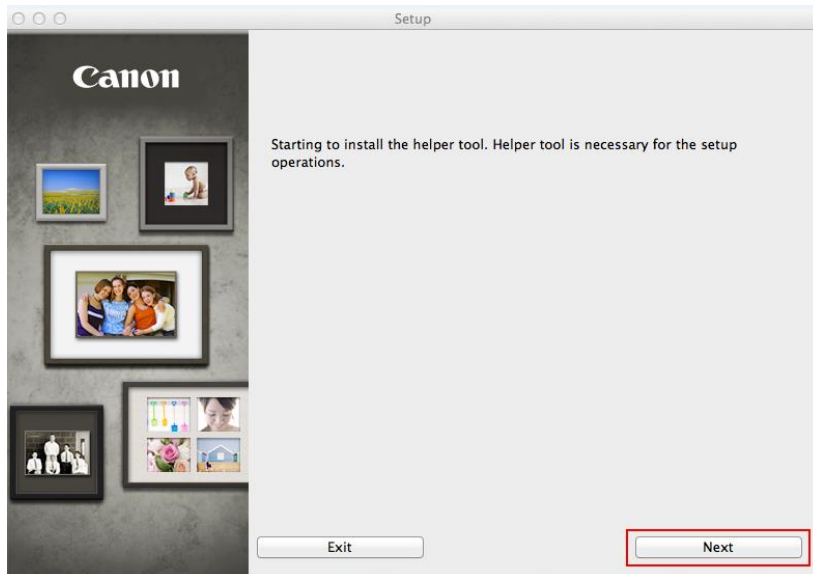 Setup
Canon
Starting to install the helper tool. Helper tool is necessary for the setup
operations.
Exit
Next